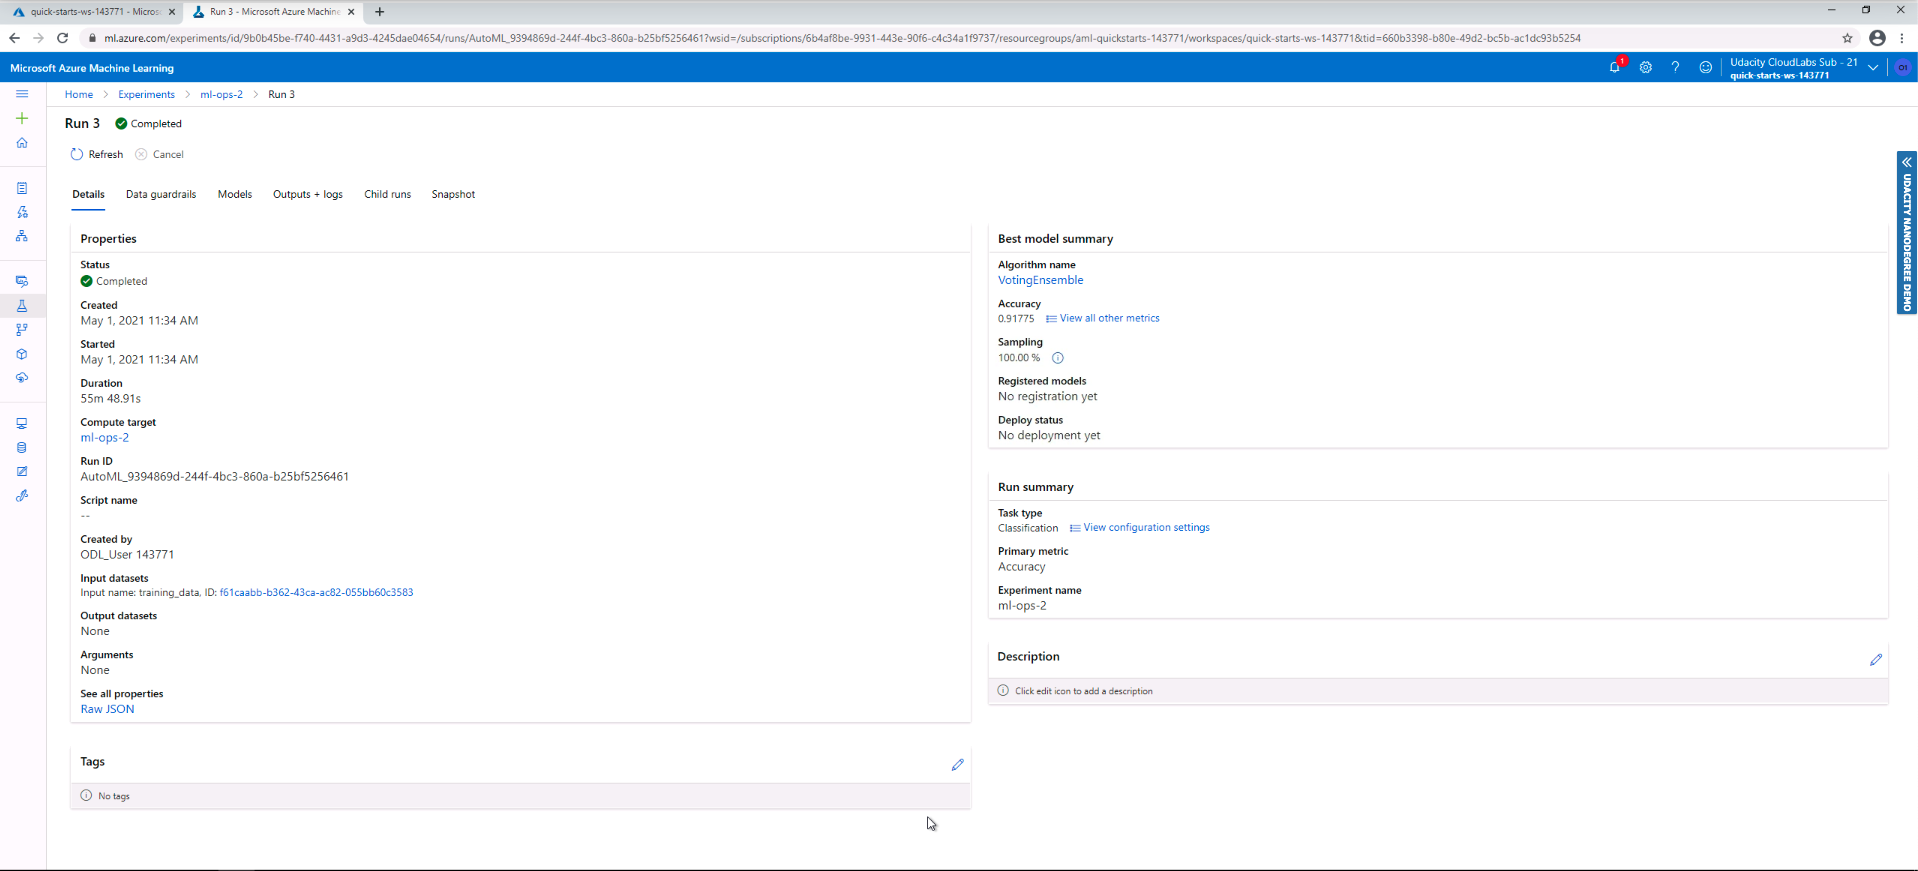 quick-starts-ws-143771 - Micros
Run 3 - Microsoft Azure Machine
ml.azure.com/experiments/id/9b0b45be-f740-4431-a9d3-4245dae04654/runs/AutoML_9394869d-244f-4bc3-860a-b25bf5256461?wsid=/subscriptions/6b4af8be-9931-443e-90f6-c4c34a1f9737/resourcegroups/aml-quickstarts-143771/workspaces/quick-starts-ws-143771&tid=660b3398-b80e-49d2-bc5b-ac1dc93b5254
Microsoft Azure Machine Learning
1
Udacity CloudLabs Sub - 21
quick-starts-ws-143771
Home > Experiments > ml-ops-2 > Run 3
Run 3 Completed
Refresh Cancel
Details Data guardrails Models Outputs + logs Child runs Snapshot
UDACITY NANODEGREE DEMO
Properties
Status
Completed
Created
May 1, 2021 11:34 AM
Started
May 1, 2021 11:34 AM
Duration
55m 48.91s
Compute target
ml-ops-2
Run ID
AutoML_9394869d-244f-4bc3-860a-b25bf5256461
Script name
--
Created by
ODL_User 143771
Input datasets
Input name: training_data, ID: f61caabb-b362-43ca-ac82-055bb60c3583
Output datasets
None
Arguments
None
See all properties
Raw JSON
Tags
No tags
Best model summary
Algorithm name
VotingEnsemble
Accuracy
0.91775 View all other metrics
Sampling
100.00 %
Registered models
No registration yet
Deploy status
No deployment yet
Run summary
Task type
Classification View configuration settings
Primary metric
Accuracy
Experiment name
ml-ops-2
Description
Click edit icon to add a description